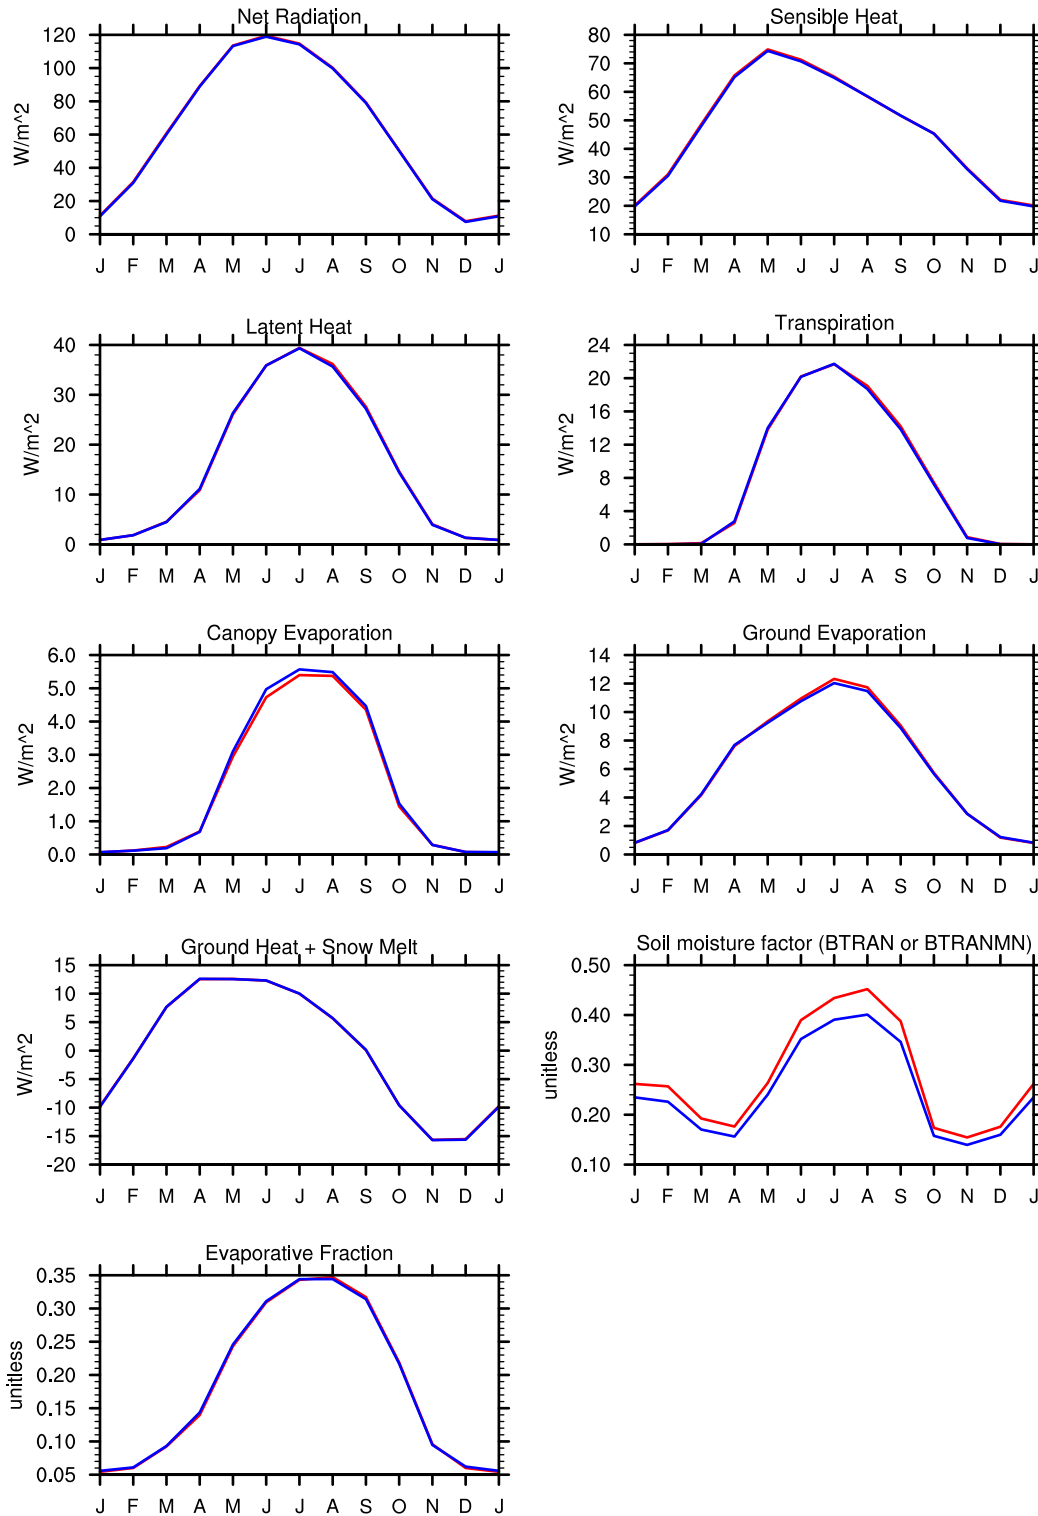 Net Radiation
W/m^2
120
100
80
60
40
20
0
J F M A M J J A S O N D J
Sensible Heat
W/m^2
80
70
60
50
40
30
20
10
J F M A M J J A S O N D J
Latent Heat
W/m^2
40
30
20
10
0
J F M A M J J A S O N D J
Transpiration
W/m^2
24
20
16
12
8
4
0
J F M A M J J A S O N D J
Canopy Evaporation
W/m^2
6.0
5.0
4.0
3.0
2.0
1.0
0.0
J F M A M J J A S O N D J
Ground Evaporation
W/m^2
14
12
10
8
6
4
2
0
J F M A M J J A S O N D J
Ground Heat + Snow Melt
W/m^2
15
10
5
0
-5
-10
-15
-20
J F M A M J J A S O N D J
Soil moisture factor (BTRAN or BTRANMN)
unitless
0.50
0.40
0.30
0.20
0.10
J F M A M J J A S O N D J
Evaporative Fraction
unitless
0.35
0.30
0.25
0.20
0.15
0.10
0.05
J F M A M J J A S O N D J